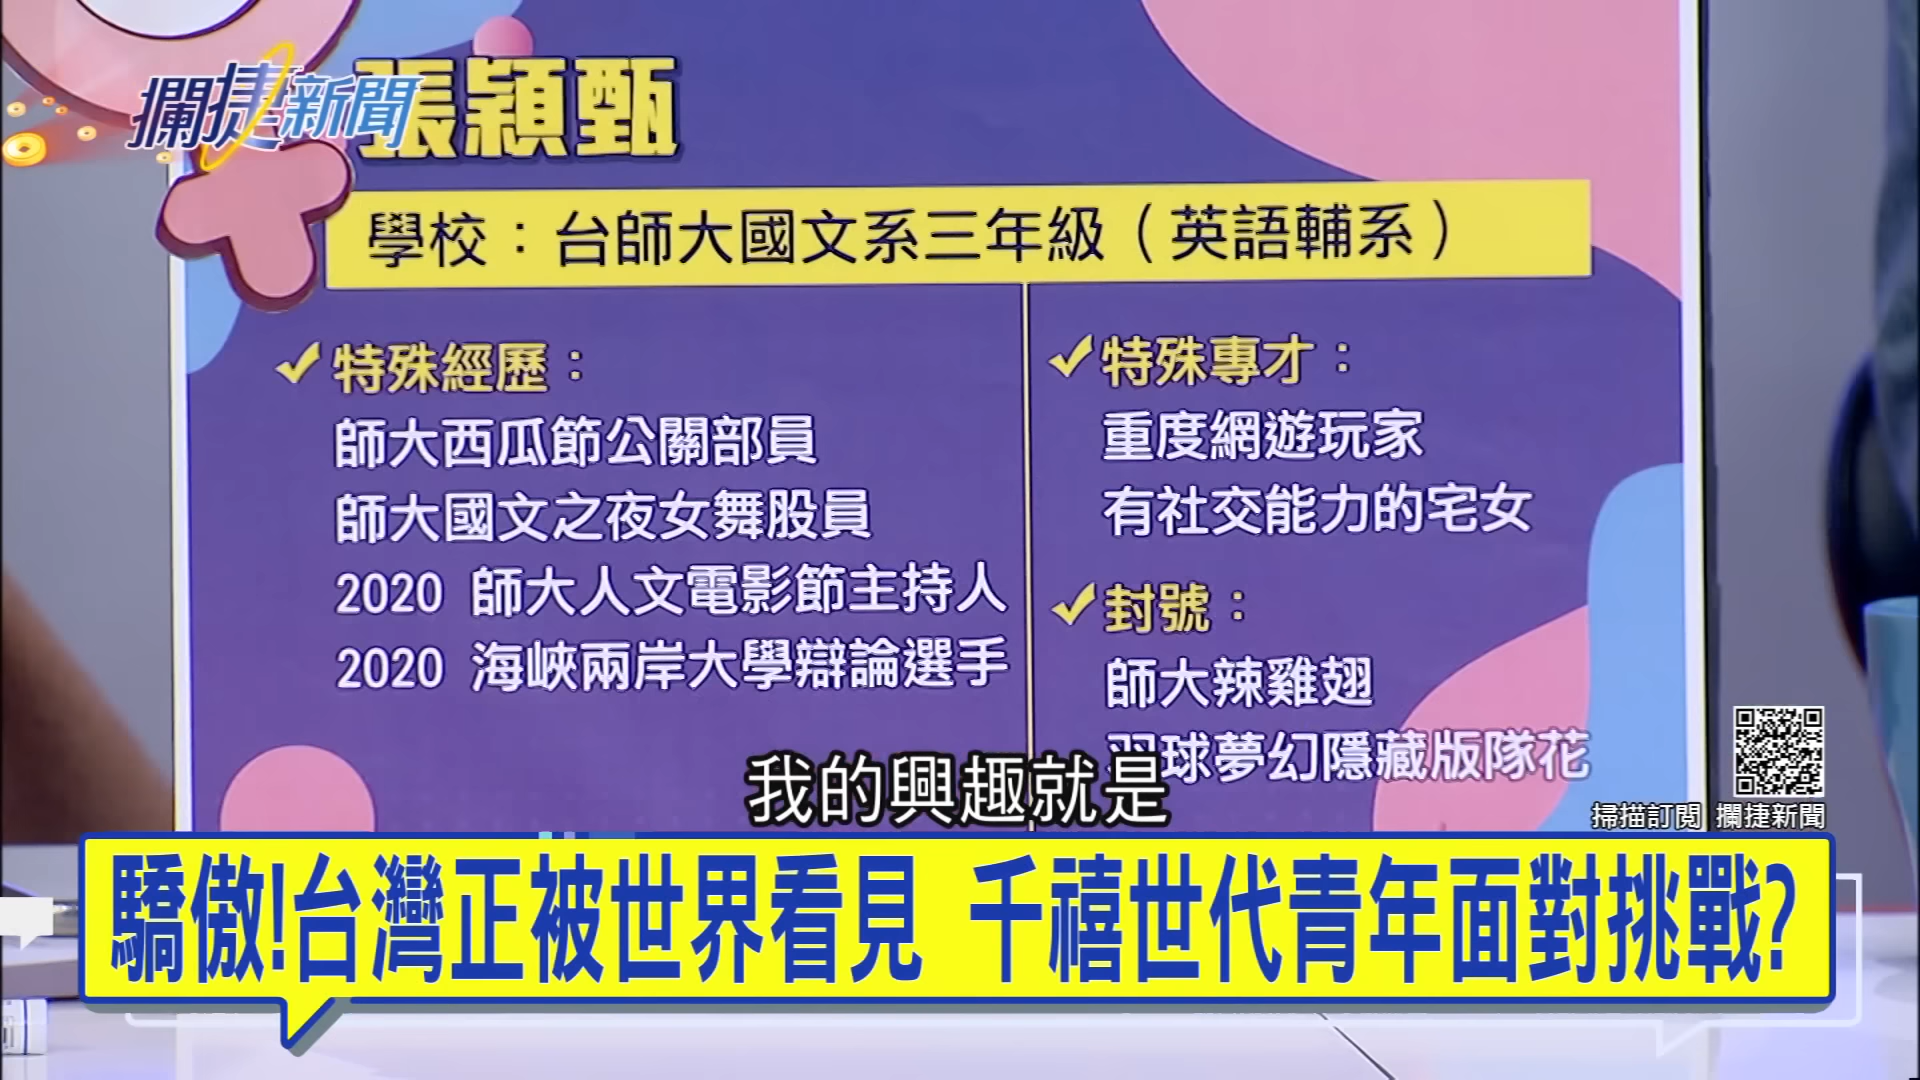 攔捷新聞
張穎甄
學校：台師大國文系三年級（英語輔系）
特殊經歷：
師大西瓜節公關部員
師大國文之夜女舞股員
2020 師大人文電影節主持人
2020 海峽兩岸大學辯論選手
特殊專才：
重度網遊玩家
有社交能力的宅女
封號：
師大辣雞翅
羽球夢幻隱藏版隊花
我的興趣就是
掃描訂閱 攔捷新聞
驕傲!台灣正被世界看見 千禧世代青年面對挑戰?